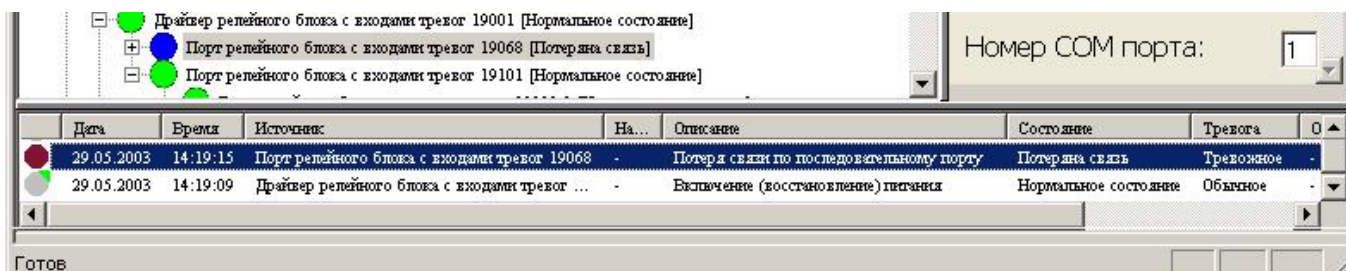 Драйвер релейного блока с входами тревог 19001 [Нормальное состояние]
Порт релейного блока с входами тревог 19068 [Потеряна связь]
Порт релейного блока с входами тревог 19101 [Нормальное состояние]
Номер COM порта: 1
Дата Время Источник На... Описание Состояние Тревога О
29.05.2003 14:19:15 Порт релейного блока с входами тревог 19068 - Потеря связи по последовательному порту Потеряна связь Тревожное -
29.05.2003 14:19:09 Драйвер релейного блока с входами тревог ... - Включение (восстановление) питания Нормальное состояние Обычное -
Готов